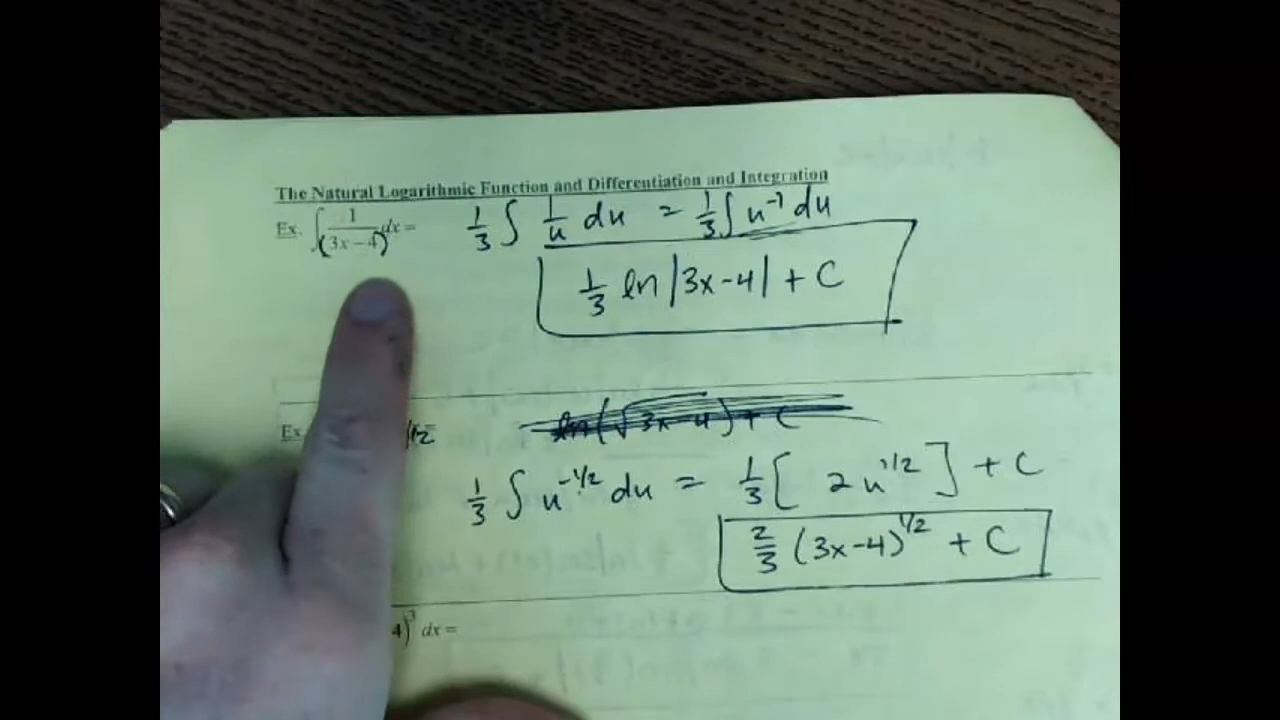 The Natural Logarithmic Function and Differentiation and Integration
Ex. ∫ 1/(3x−4) dx = 1/3 ∫ 1/u du = 1/3 ∫ u⁻¹ du
1/3 ln |3x-4| + C
Ex.
1/3 ∫ u^(-1/2) du = 1/3 [ 2u^(1/2) ] + C
2/3 (3x-4)^(1/2) + C
4)³ dx =